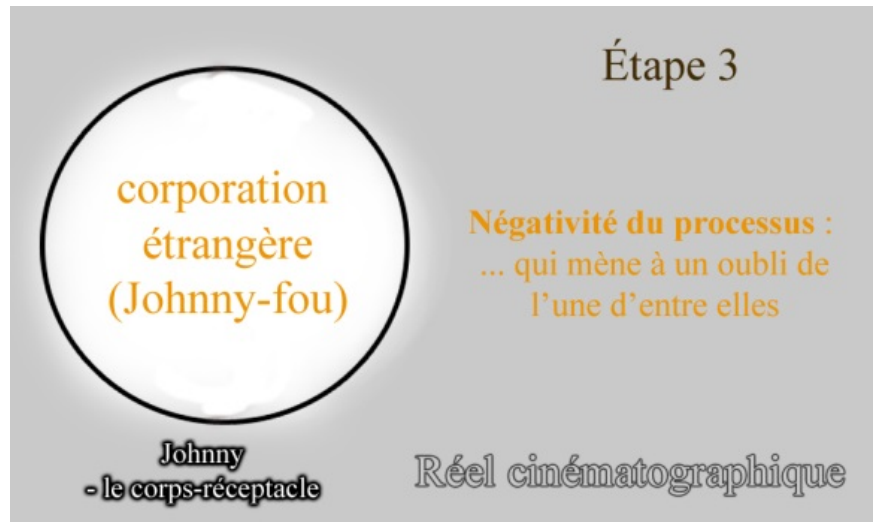 Étape 3
corporation
étrangère
(Johnny-fou)
Négativité du processus :
... qui mène à un oubli de
l’une d’entre elles
Johnny
- le corps-réceptacle
Réel cinématographique